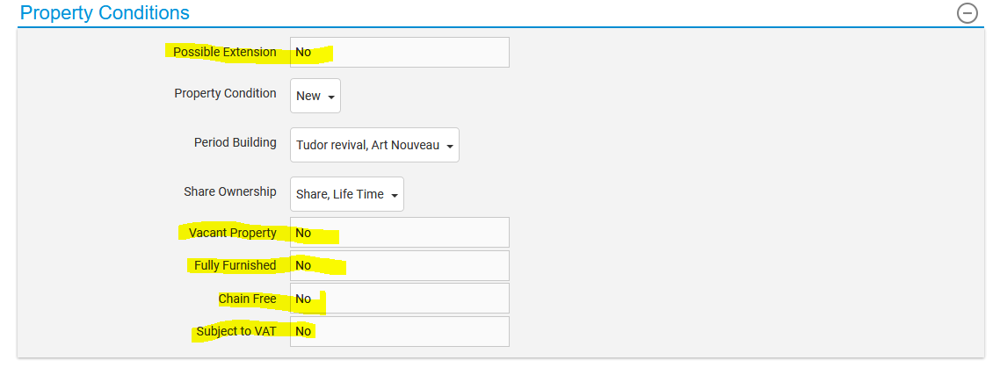 Property Conditions
Possible Extension No
Property Condition New
Period Building Tudor revival, Art Nouveau
Share Ownership Share, Life Time
Vacant Property No
Fully Furnished No
Chain Free No
Subject to VAT No